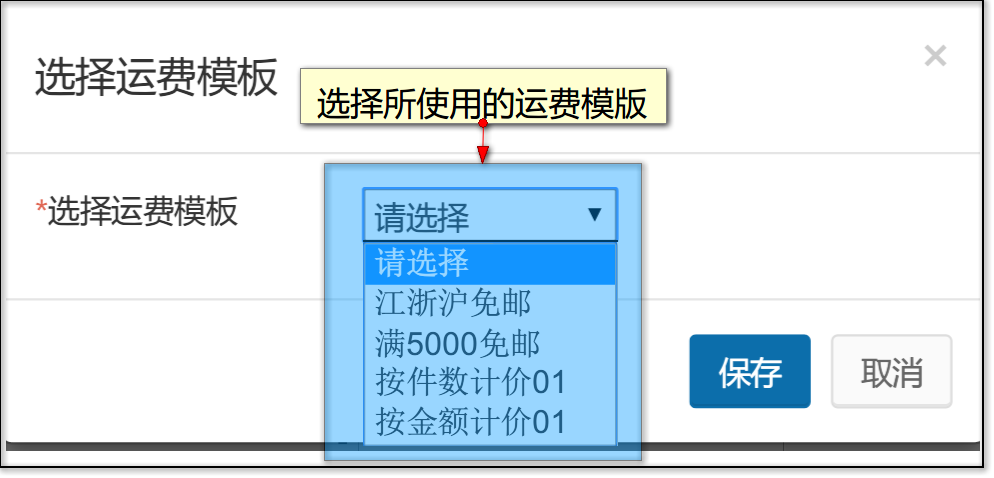 选择运费模板
×
选择所使用的运费模版
*选择运费模板
请选择
请选择
江浙沪免邮
满5000免邮
按件数计价01
按金额计价01
保存
取消